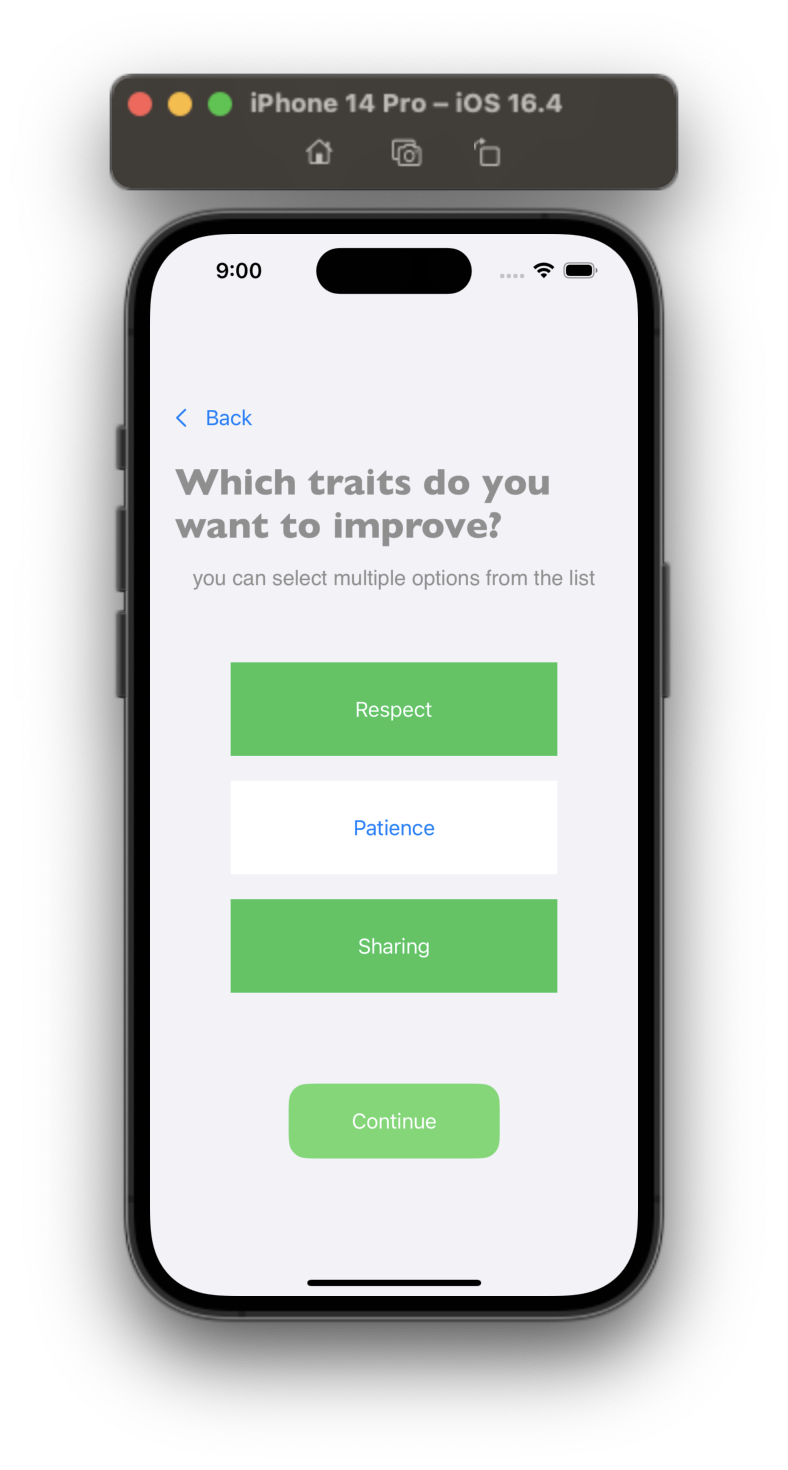 iPhone 14 Pro – iOS 16.4
9:00
Back
Which traits do you
want to improve?
you can select multiple options from the list
Respect
Patience
Sharing
Continue